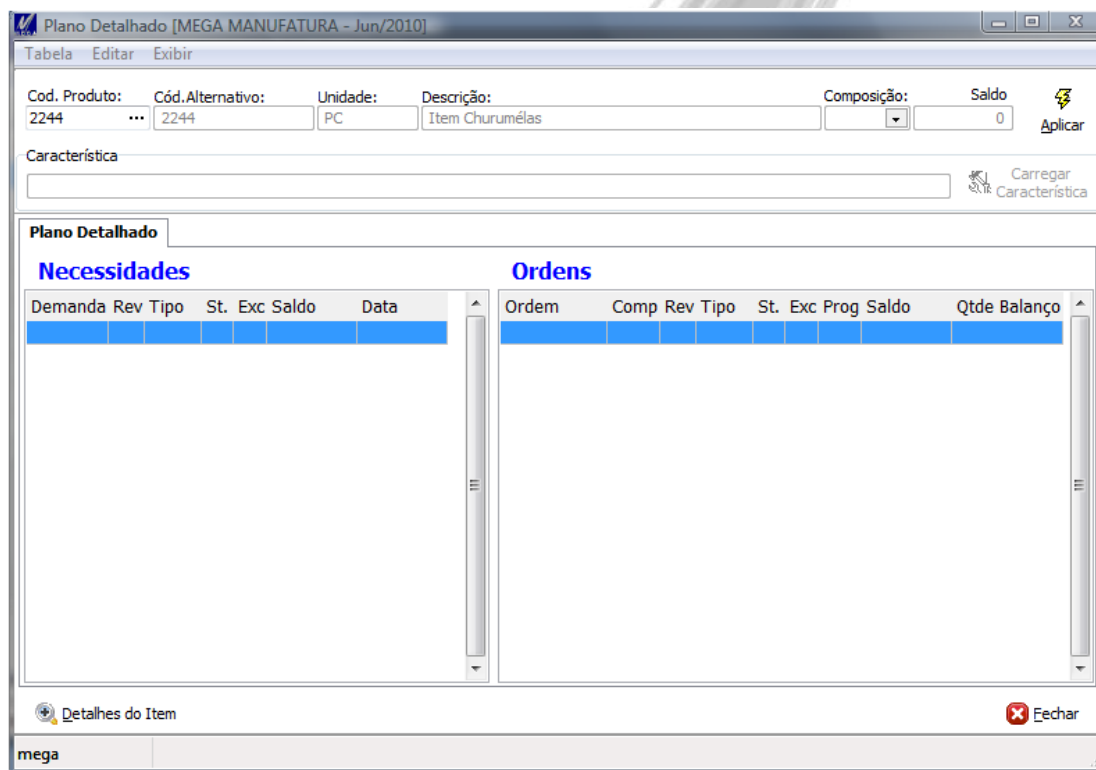 Plano Detalhado [MEGA MANUFATURA - Jun/2010]
Tabela Editar Exibir
Cod. Produto: Cód.Alternativo: Unidade: Descrição: Composição: Saldo
2244 ... 2244 PC Item Churumélas 0 Aplicar
Característica
Carregar
Característica
Plano Detalhado
Necessidades Ordens
Demanda Rev Tipo St. Exc Saldo Data Ordem Comp Rev Tipo St. Exc Prog Saldo Qtde Balanço
Detalhes do Item Fechar
mega